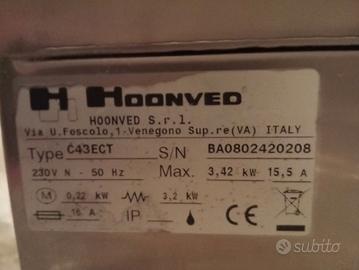 HOONVED
HOONVED S.r.l.
Via U.Foscolo,1-Venegono Sup.re(VA) ITALY
Type C43ECT S/N BA0802420208
230V N - 50 Hz Max. 3,42 kW 15,5 A
M 0,22 kW 3,2 kW
16 A IP CE
subito